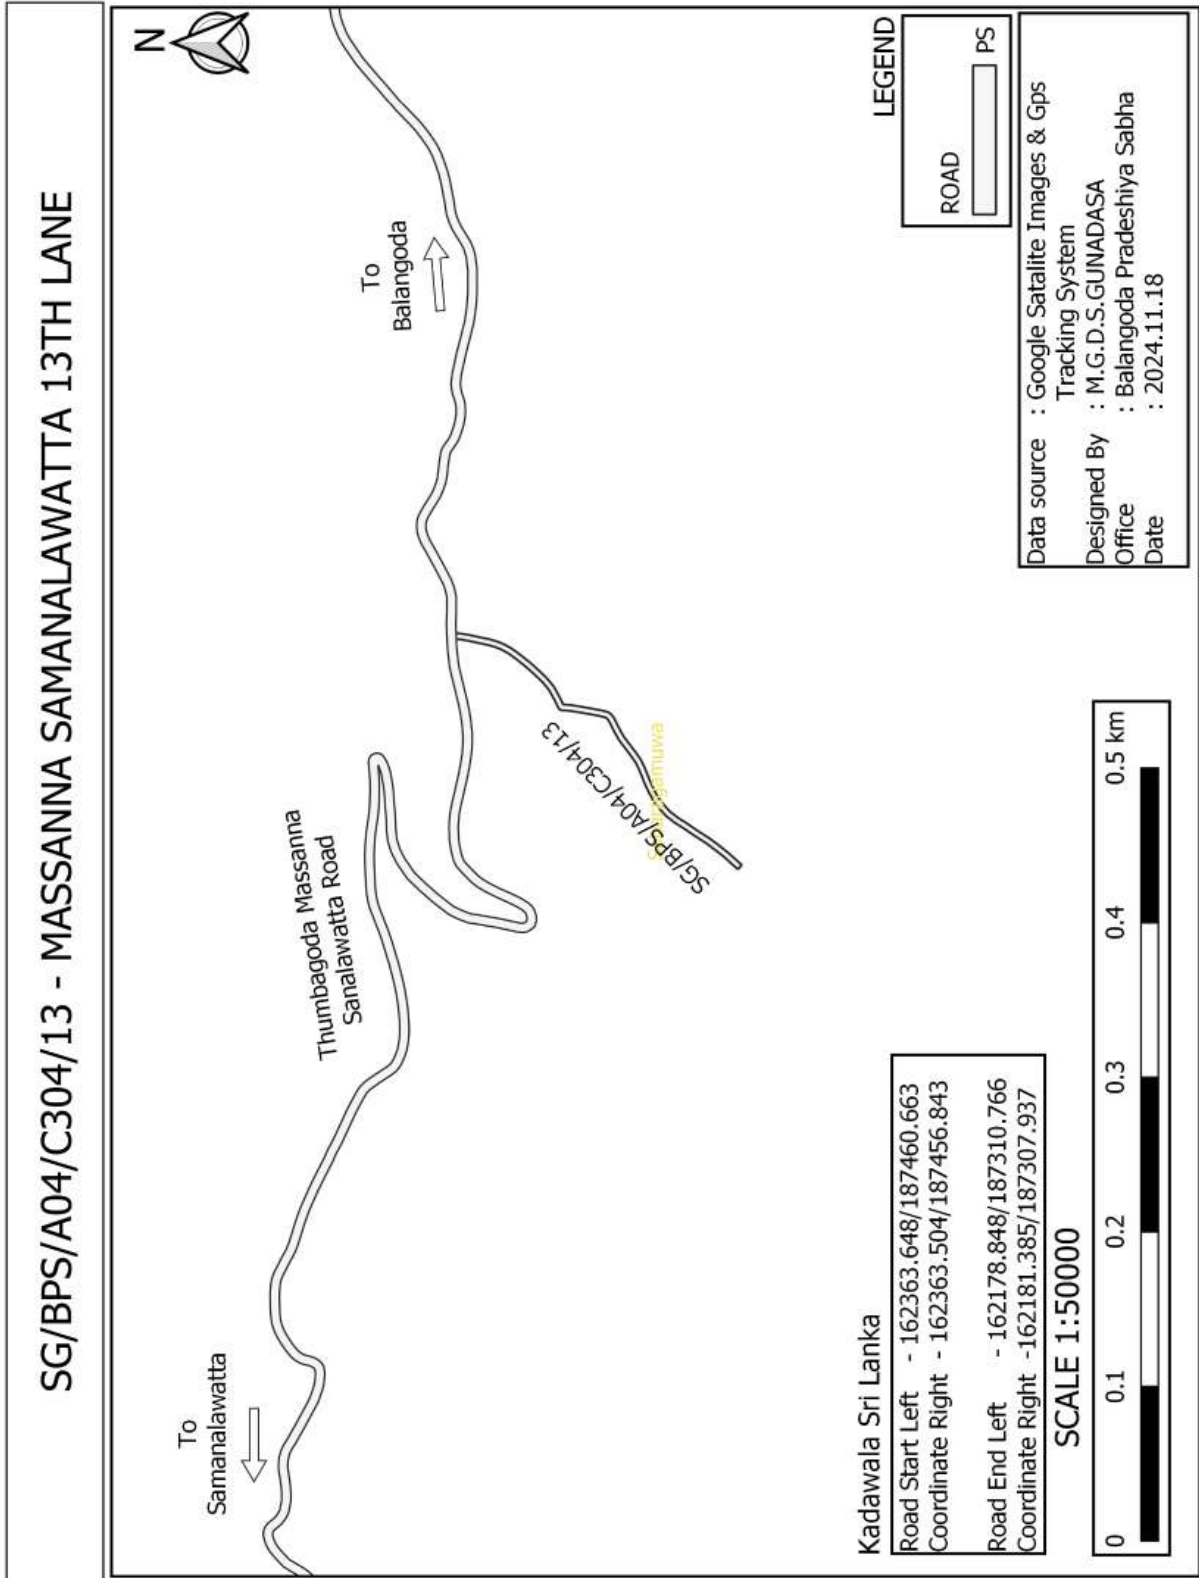 SG/BPS/A04/C304/13 - MASSANNA SAMANALAWATTA 13TH LANE
N
To
Samanalawatta
To
Balangoda
Thumbagoda Massanna
Sanalawatta Road
SG/BPS/A04/C304/13
Kadawala Sri Lanka
Road Start Left - 162363.648/187460.663
Coordinate Right - 162363.504/187456.843
Road End Left - 162178.848/187310.766
Coordinate Right -162181.385/187307.937
SCALE 1:50000
0 0.1 0.2 0.3 0.4 0.5 km
LEGEND
ROAD
PS
Data source : Google Satalite Images & Gps
Tracking System
Designed By : M.G.D.S.GUNADASA
Office : Balangoda Pradeshiya Sabha
Date : 2024.11.18